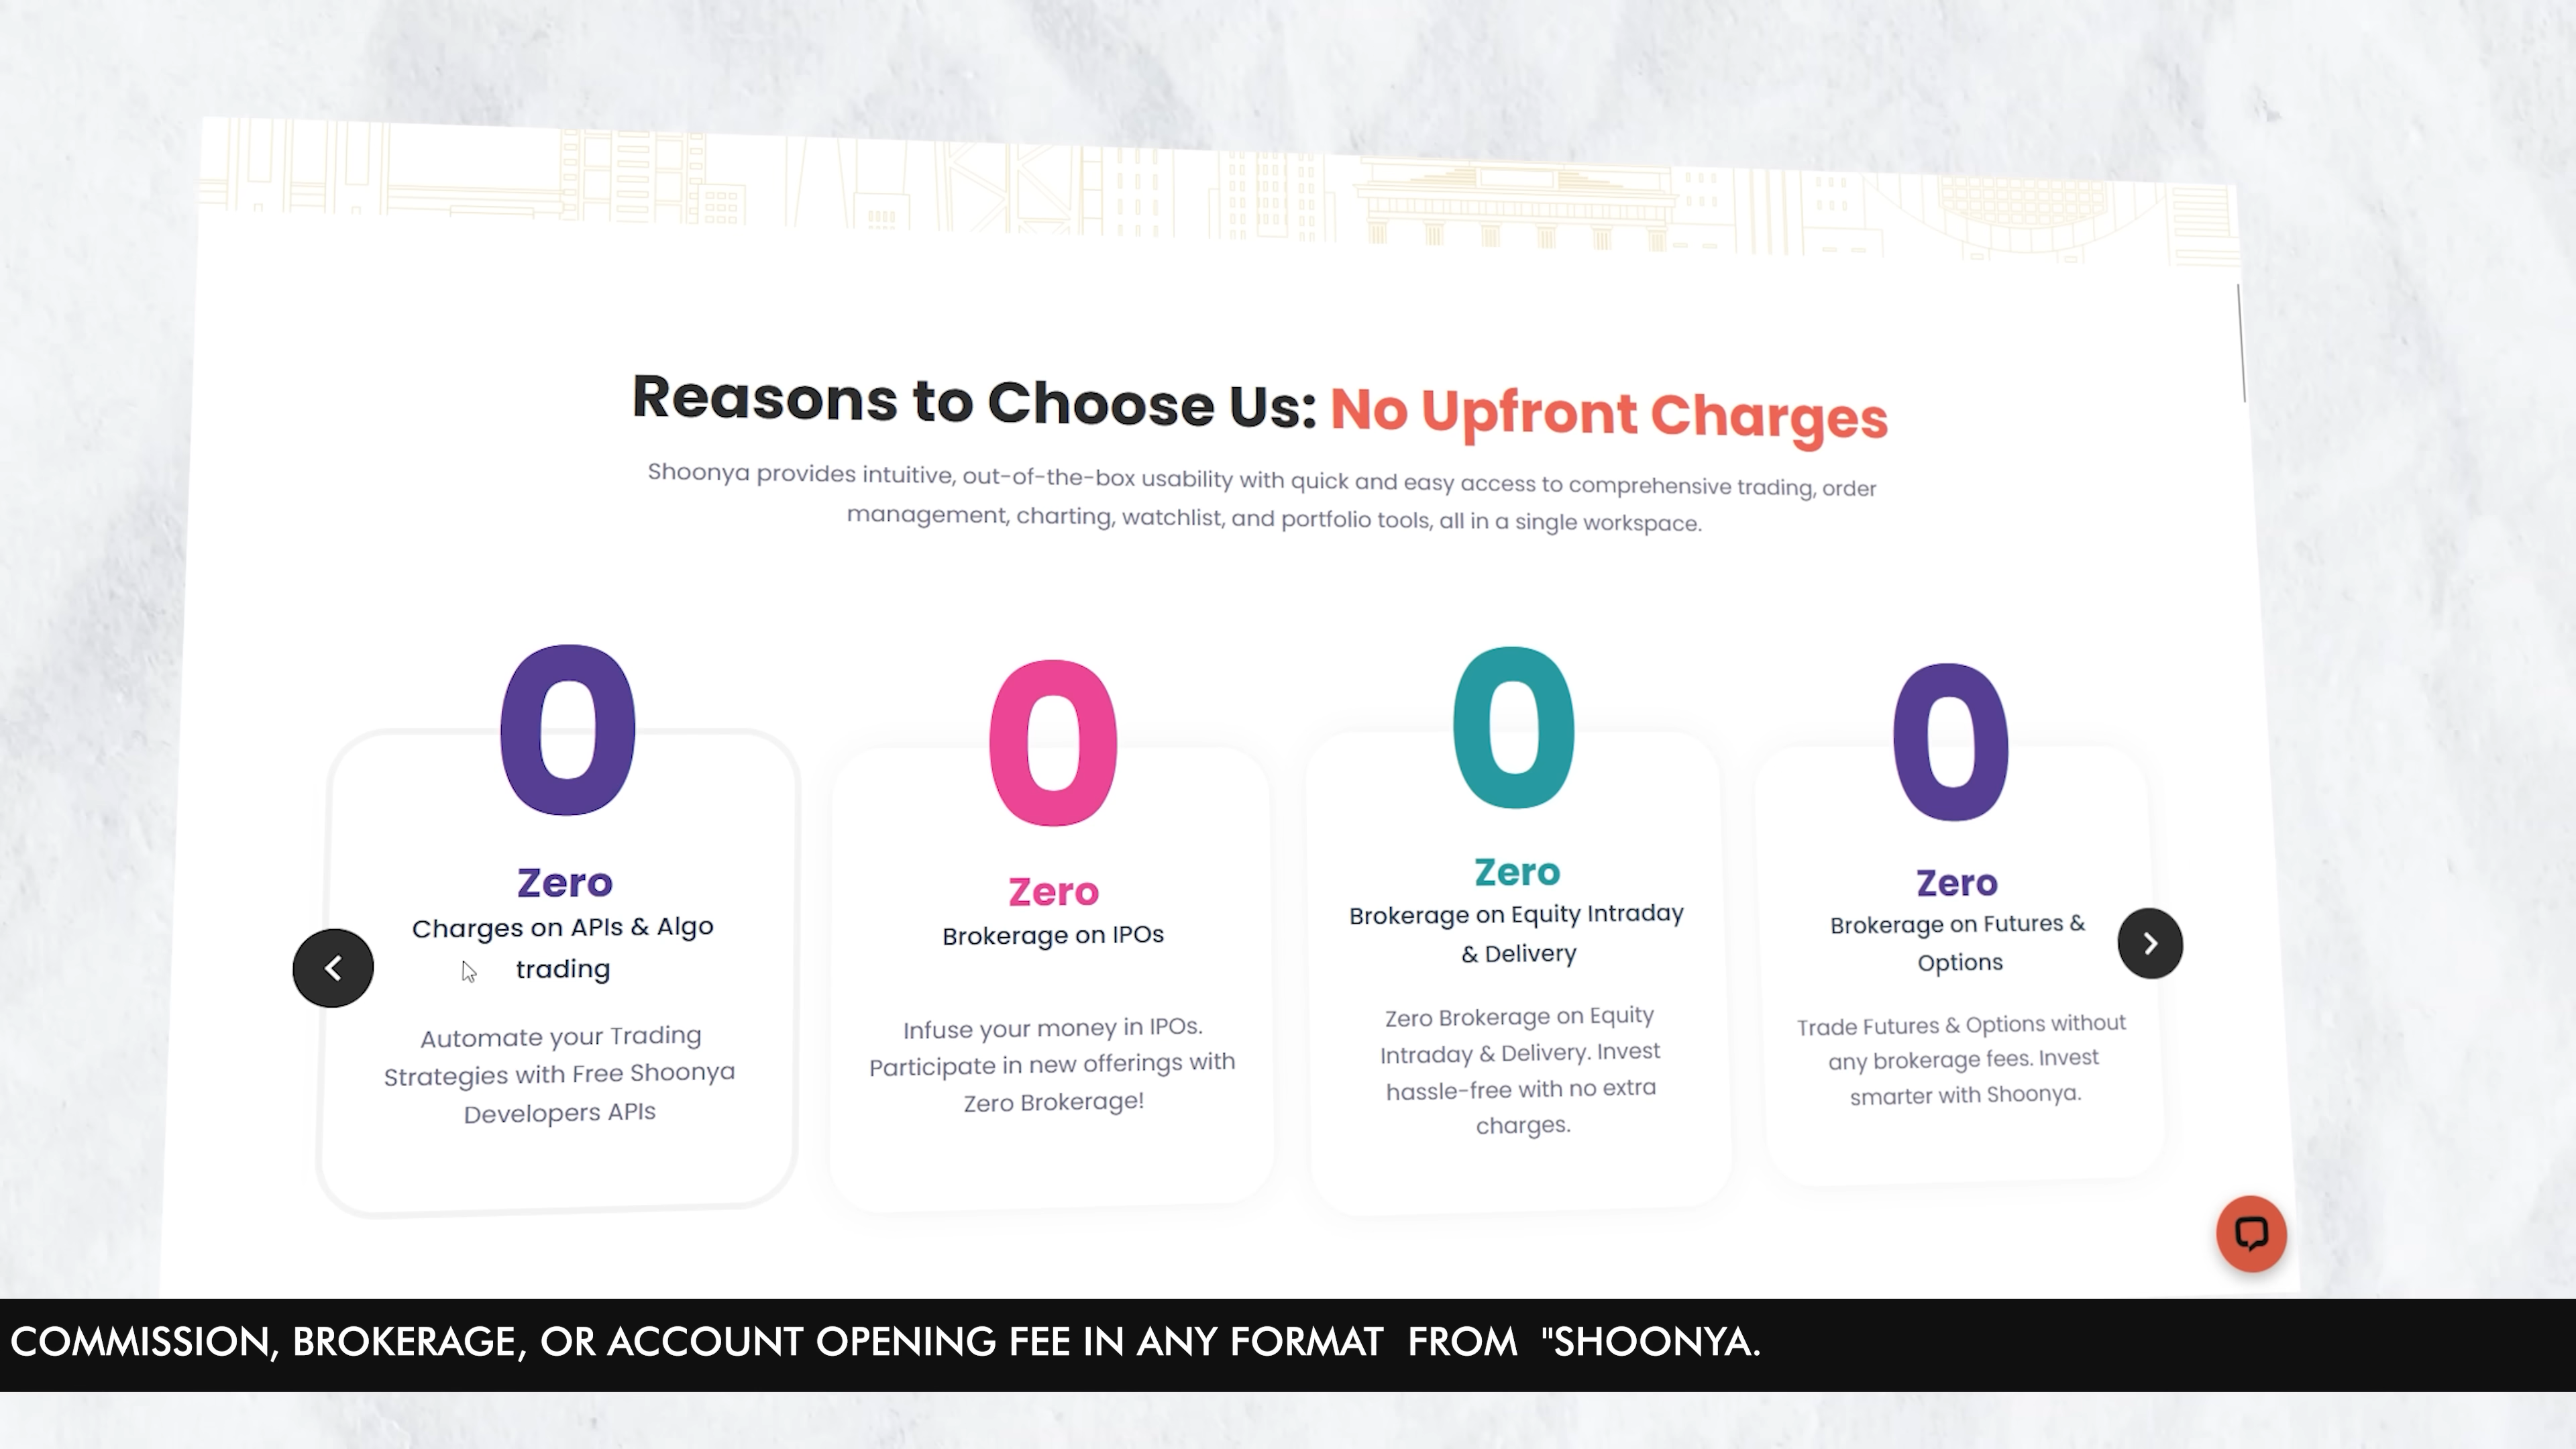 Reasons to Choose Us: No Upfront Charges
Shoonya provides intuitive, out-of-the-box usability with quick and easy access to comprehensive trading, order
management, charting, watchlist, and portfolio tools, all in a single workspace.
0
Zero
Charges on APIs & Algo
trading
Automate your Trading
Strategies with Free Shoonya
Developers APIs
0
Zero
Brokerage on IPOs
Infuse your money in IPOs.
Participate in new offerings with
Zero Brokerage!
0
Zero
Brokerage on Equity Intraday
& Delivery
Zero Brokerage on Equity
Intraday & Delivery. Invest
hassle-free with no extra
charges.
0
Zero
Brokerage on Futures &
Options
Trade Futures & Options without
any brokerage fees. Invest
smarter with Shoonya.
COMMISSION, BROKERAGE, OR ACCOUNT OPENING FEE IN ANY FORMAT  FROM  "SHOONYA.